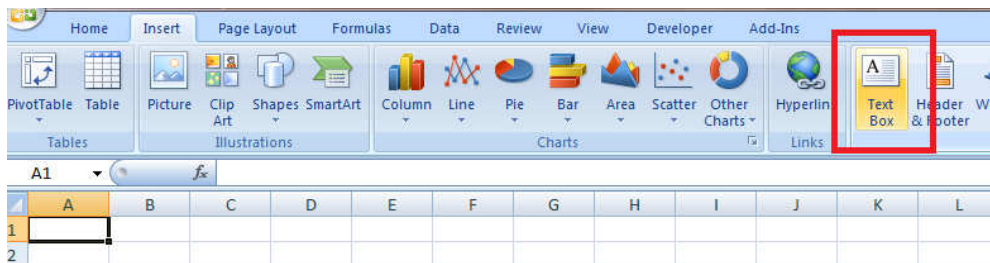 Home Insert Page Layout Formulas Data Review View Developer Add-Ins
PivotTable Table Picture Clip Art Shapes SmartArt Column Line Pie Bar Area Scatter Other Charts Hyperlin Text Box Header & Footer W
Tables Illustrations Charts Links
A1 fx
A B C D E F G H I J K L
1
2